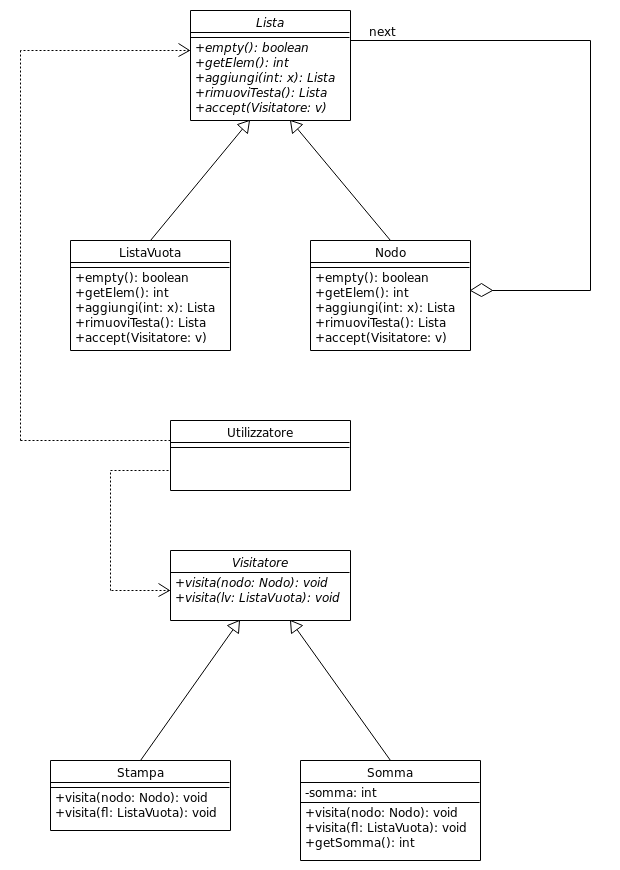 Lista
next
+empty(): boolean
+getElem(): int
+aggiungi(int: x): Lista
+rimuoviTesta(): Lista
+accept(Visitatore: v)
ListaVuota
+empty(): boolean
+getElem(): int
+aggiungi(int: x): Lista
+rimuoviTesta(): Lista
+accept(Visitatore: v)
Nodo
+empty(): boolean
+getElem(): int
+aggiungi(int: x): Lista
+rimuoviTesta(): Lista
+accept(Visitatore: v)
Utilizzatore
Visitatore
+visita(nodo: Nodo): void
+visita(lv: ListaVuota): void
Stampa
+visita(nodo: Nodo): void
+visita(fl: ListaVuota): void
Somma
-somma: int
+visita(nodo: Nodo): void
+visita(fl: ListaVuota): void
+getSomma(): int